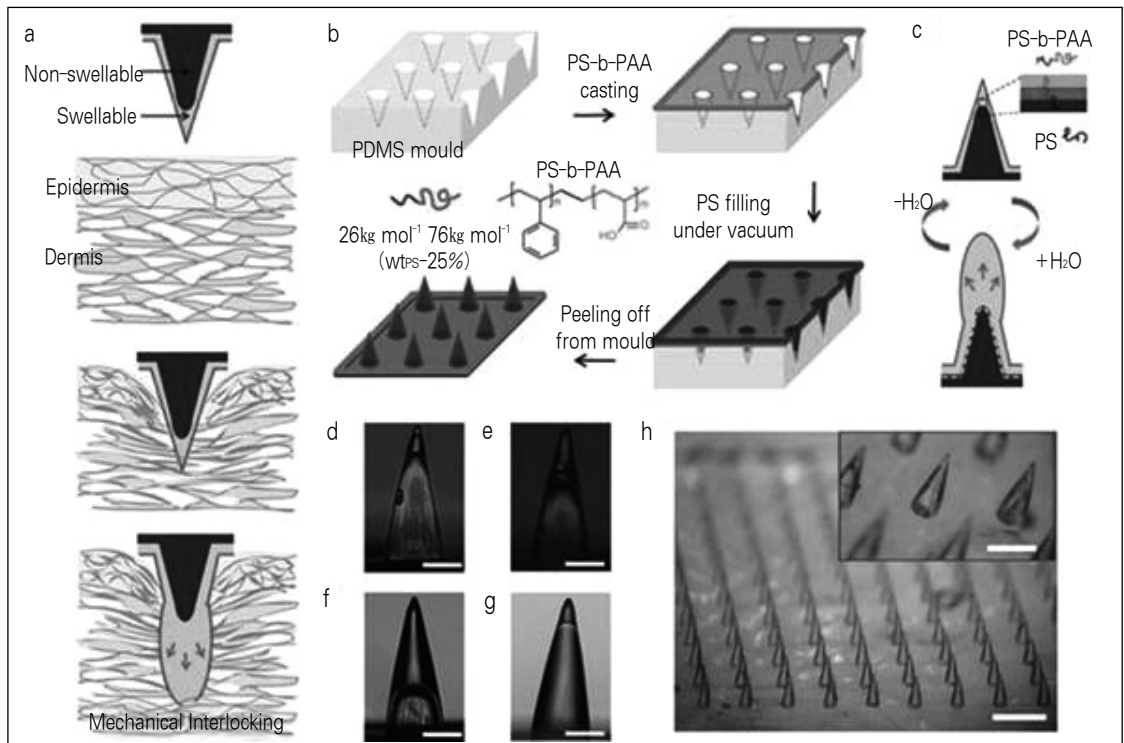 a
Non-swellable
Swellable
Epidermis
Dermis
Mechanical Interlocking
b
PDMS mould
PS-b-PAA
casting
PS-b-PAA
n
m
HO
O
26kg mol⁻¹ 76kg mol⁻¹
(wtPS-25%)
PS filling
under vacuum
Peeling off
from mould
c
PS-b-PAA
PS
-H₂O
+H₂O
d
e
f
g
h